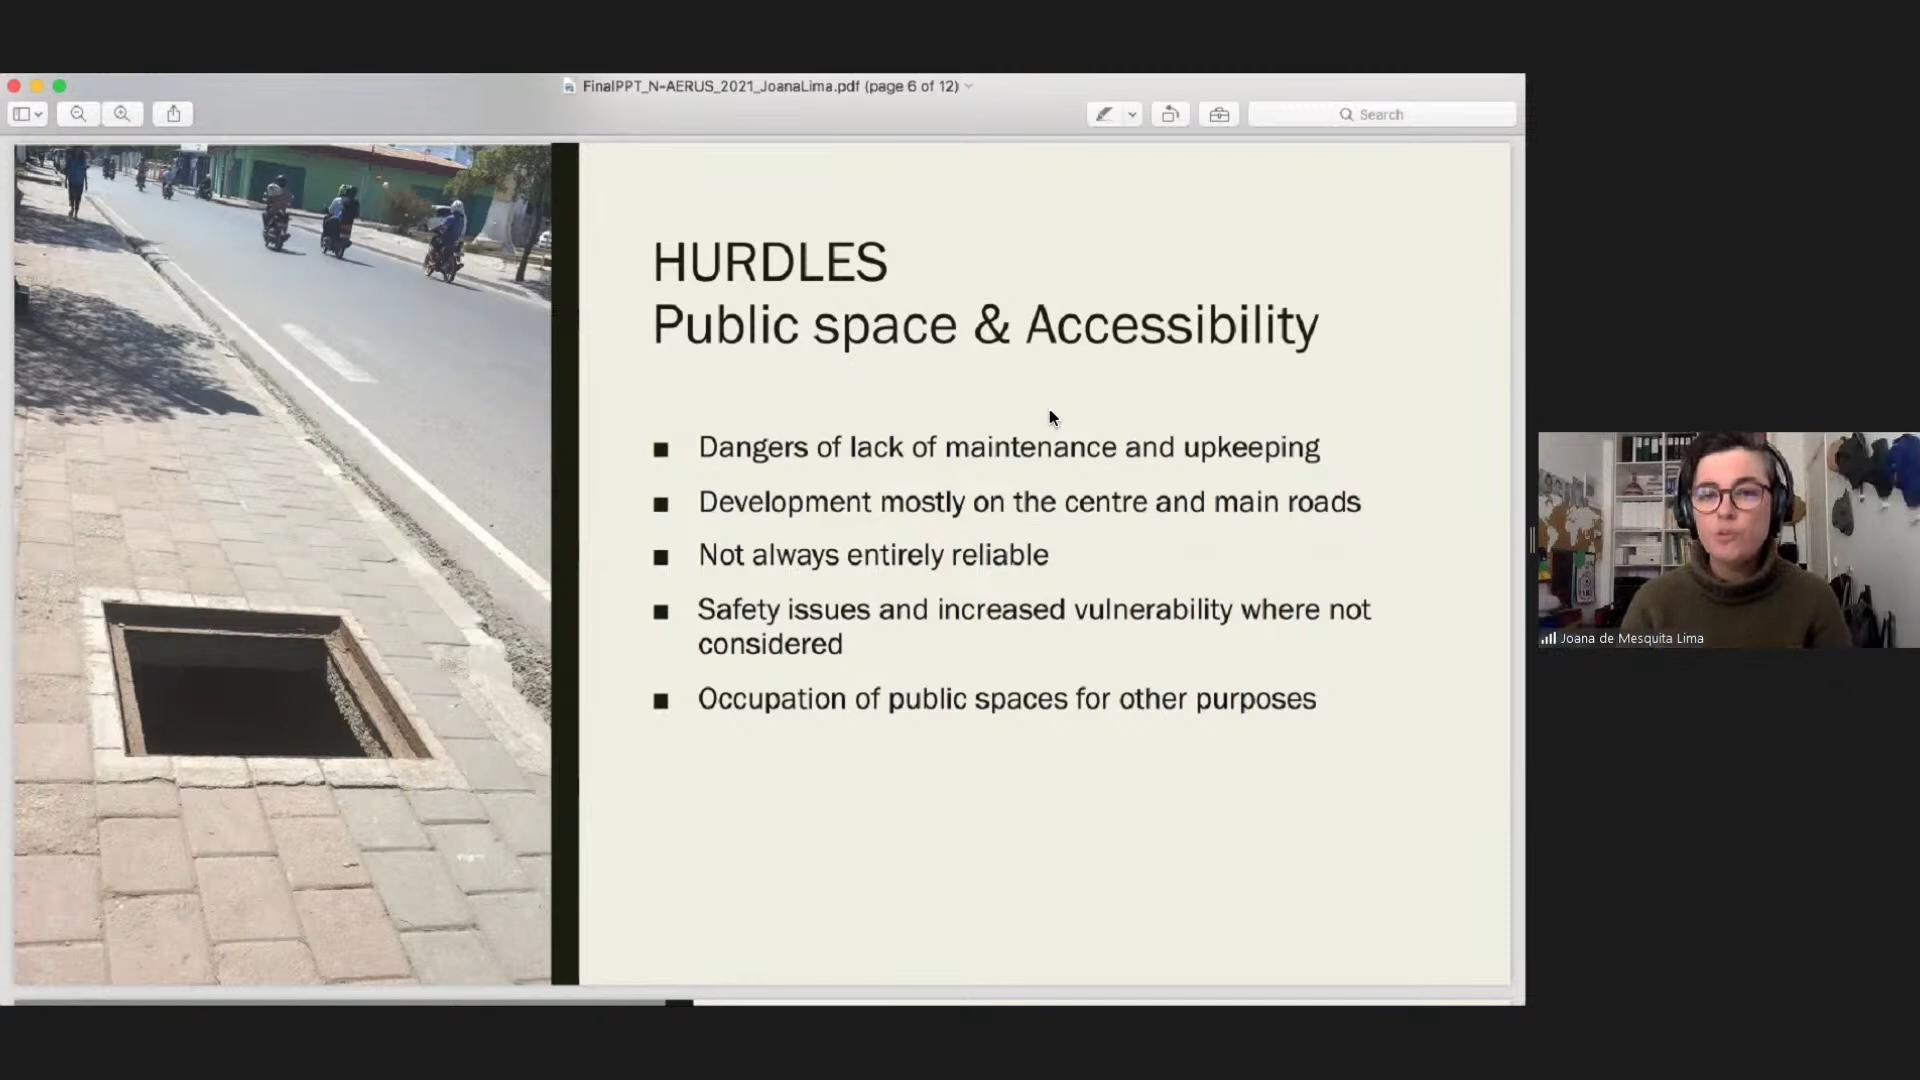 FinalPPT_N-AERUS_2021_JoanaLima.pdf (page 6 of 12)
Search
HURDLES
Public space & Accessibility
■ Dangers of lack of maintenance and upkeeping
■ Development mostly on the centre and main roads
■ Not always entirely reliable
■ Safety issues and increased vulnerability where not
considered
■ Occupation of public spaces for other purposes
Joana de Mesquita Lima